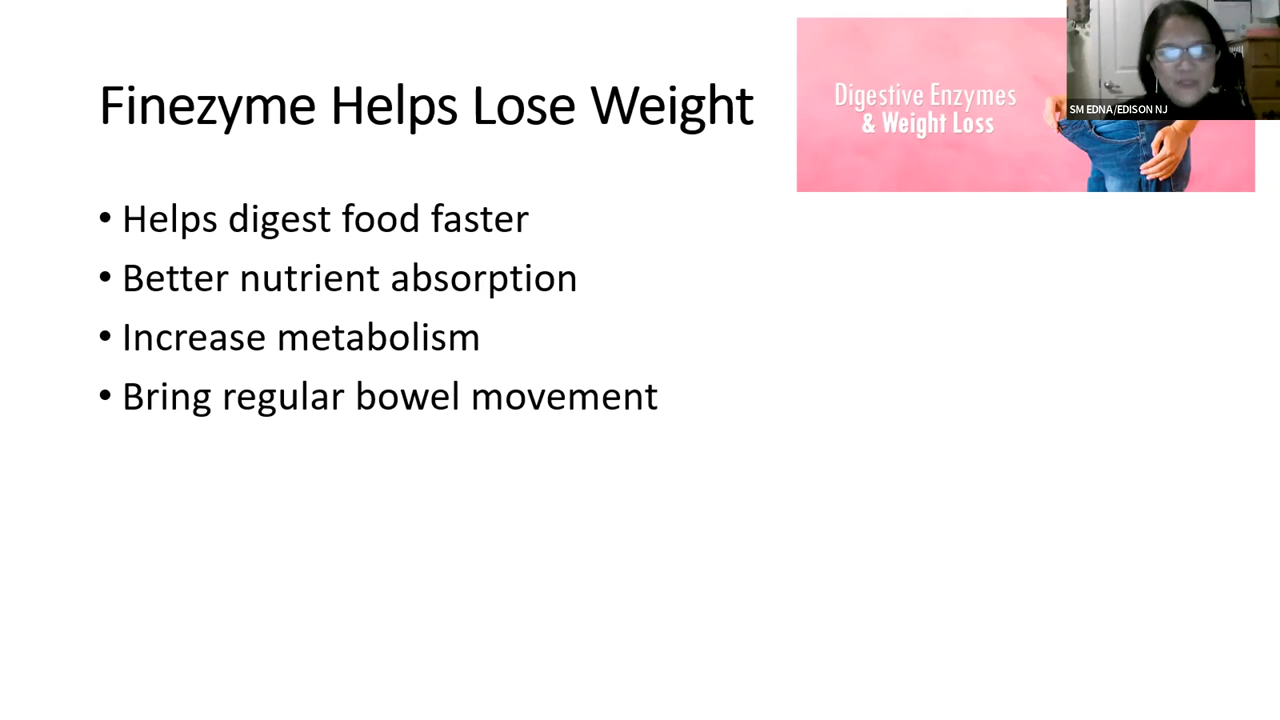 Finezyme Helps Lose Weight
Digestive Enzymes
& Weight Loss
SM EDNA/EDISON NJ
• Helps digest food faster
• Better nutrient absorption
• Increase metabolism
• Bring regular bowel movement